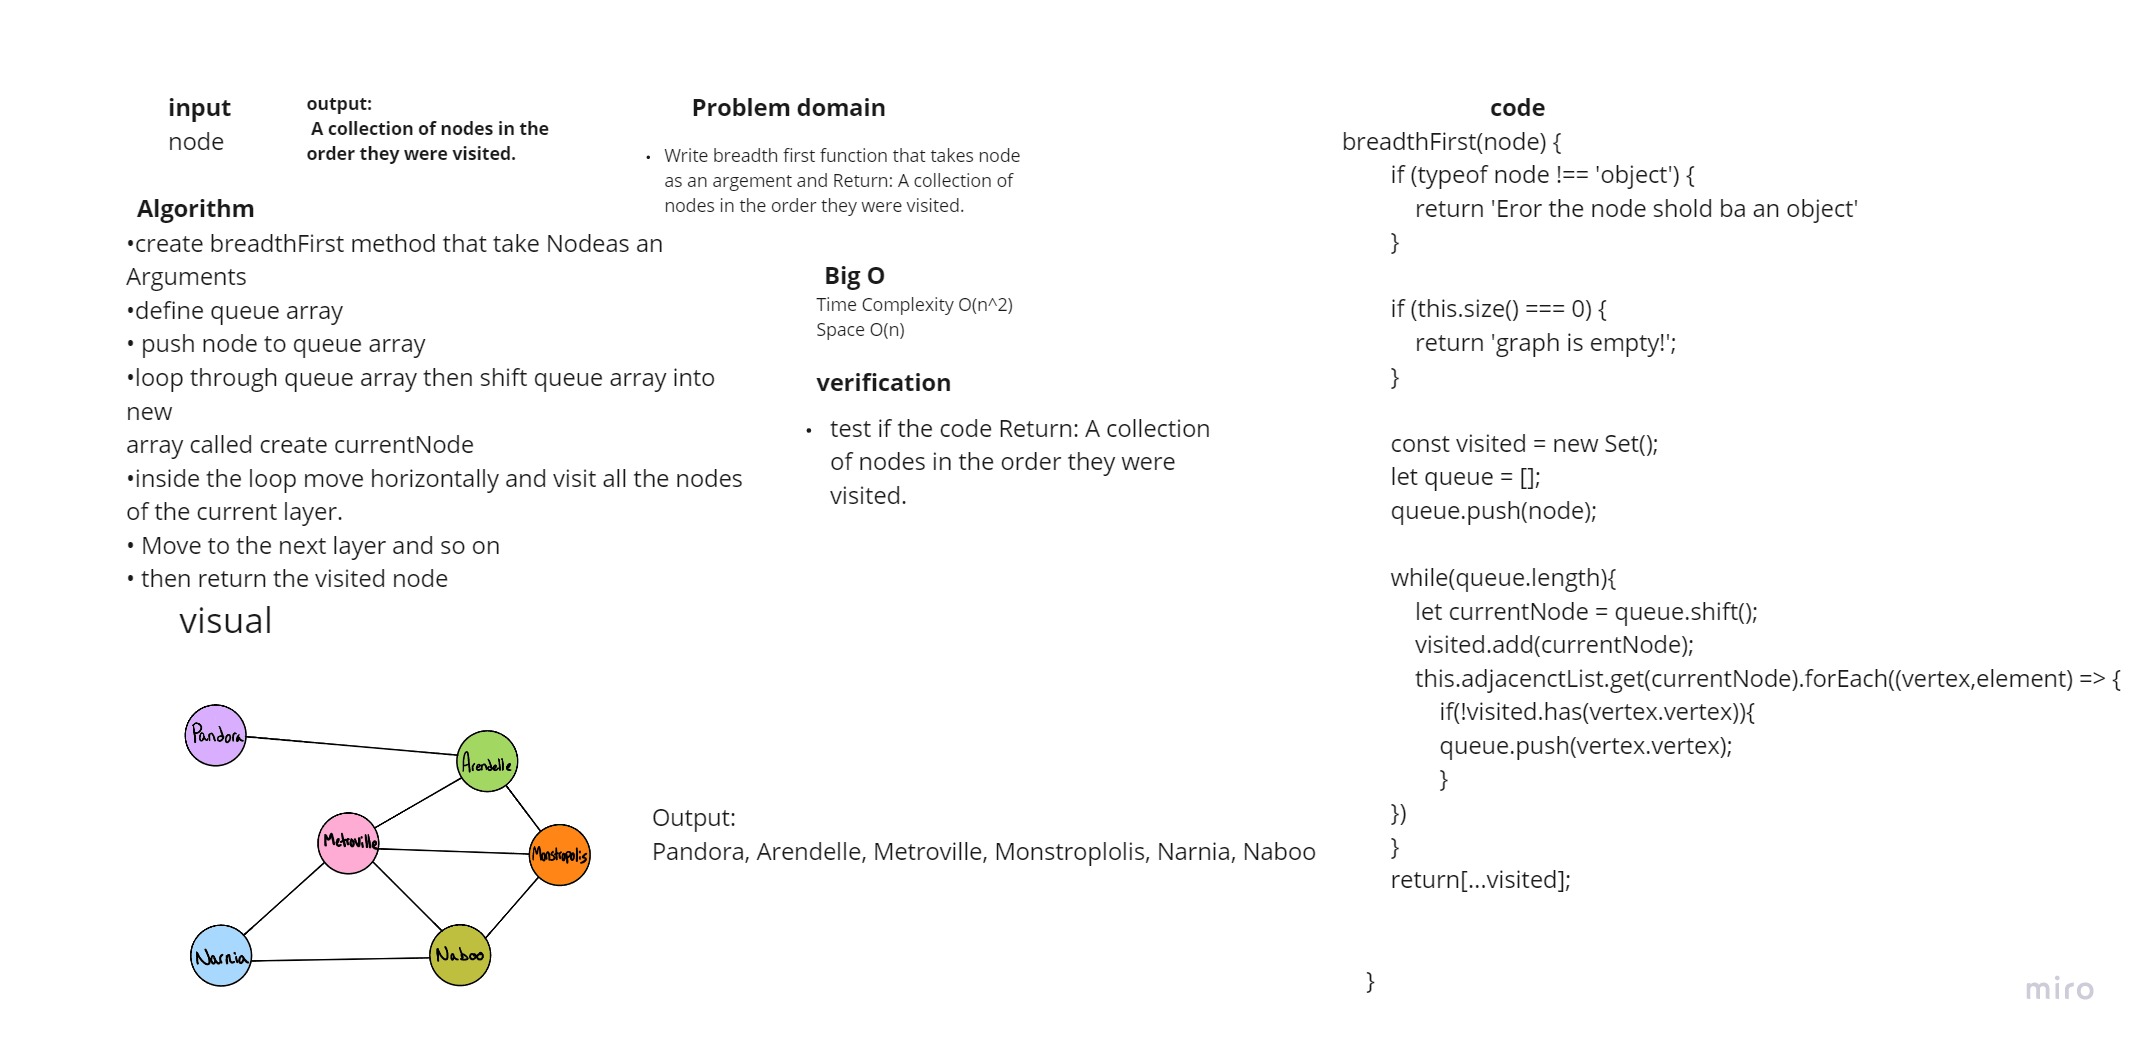 input
node
output:
A collection of nodes in the
order they were visited.
Problem domain
• Write breadth first function that takes node
as an argement and Return: A collection of
nodes in the order they were visited.
Algorithm
•create breadthFirst method that take Nodeas an
Arguments
•define queue array
• push node to queue array
•loop through queue array then shift queue array into
new
array called create currentNode
•inside the loop move horizontally and visit all the nodes
of the current layer.
• Move to the next layer and so on
• then return the visited node
Big O
Time Complexity O(n^2)
Space O(n)
verification
• test if the code Return: A collection
of nodes in the order they were
visited.
visual
Pandora
Arendelle
Metroville
Monstropolis
Narnia
Naboo
Output:
Pandora, Arendelle, Metroville, Monstroplolis, Narnia, Naboo
code
breadthFirst(node) {
if (typeof node !== 'object') {
return 'Eror the node shold ba an object'
}
if (this.size() === 0) {
return 'graph is empty!';
}
const visited = new Set();
let queue = [];
queue.push(node);
while(queue.length){
let currentNode = queue.shift();
visited.add(currentNode);
this.adjacenctList.get(currentNode).forEach((vertex,element) => {
if(!visited.has(vertex.vertex)){
queue.push(vertex.vertex);
}
})
}
return[...visited];
}
miro